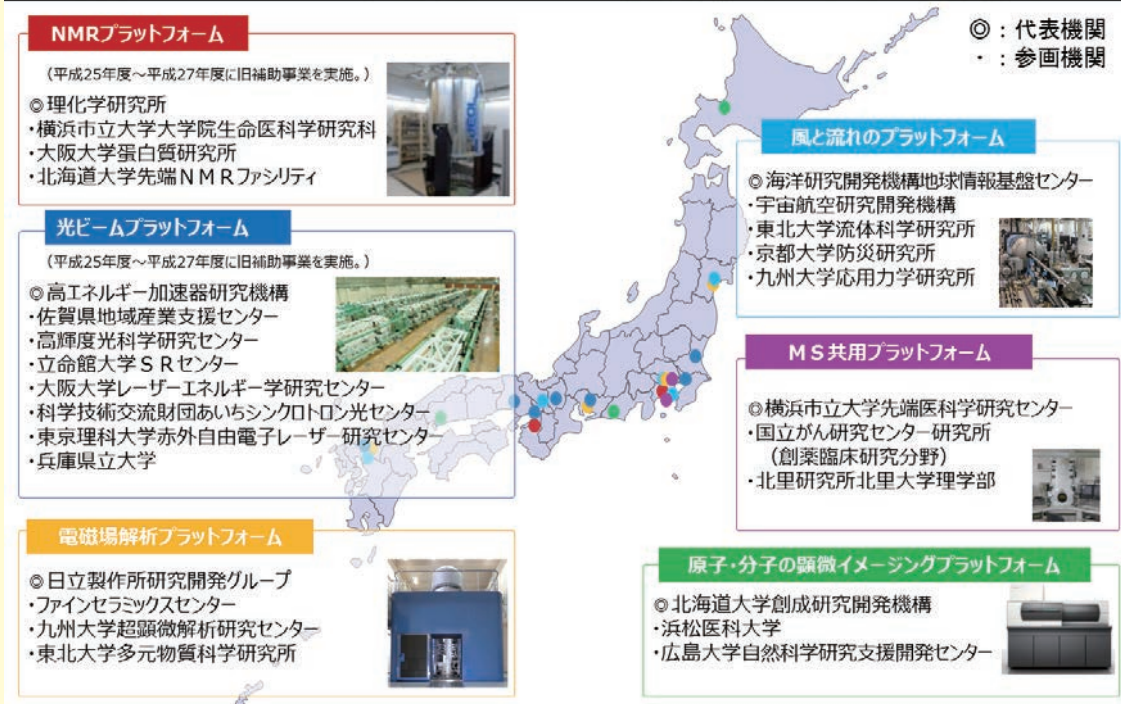 ◎：代表機関
・：参画機関
NMRプラットフォーム
（平成25年度～平成27年度に旧補助事業を実施。）
◎理化学研究所
・横浜市立大学大学院生命医科学研究科
・大阪大学蛋白質研究所
・北海道大学先端ＮＭＲファシリティ
光ビームプラットフォーム
（平成25年度～平成27年度に旧補助事業を実施。）
◎高エネルギー加速器研究機構
・佐賀県地域産業支援センター
・高輝度光科学研究センター
・立命館大学ＳＲセンター
・大阪大学レーザーエネルギー学研究センター
・科学技術交流財団あいちシンクロトロン光センター
・東京理科大学赤外自由電子レーザー研究センター
・兵庫県立大学
電磁場解析プラットフォーム
◎日立製作所研究開発グループ
・ファインセラミックスセンター
・九州大学超顕微解析研究センター
・東北大学多元物質科学研究所
風と流れのプラットフォーム
◎海洋研究開発機構地球情報基盤センター
・宇宙航空研究開発機構
・東北大学流体科学研究所
・京都大学防災研究所
・九州大学応用力学研究所
ＭＳ共用プラットフォーム
◎横浜市立大学先端医科学研究センター
・国立がん研究センター研究所
（創薬臨床研究分野）
・北里研究所北里大学理学部
原子・分子の顕微イメージングプラットフォーム
◎北海道大学創成研究開発機構
・浜松医科大学
・広島大学自然科学研究支援開発センター